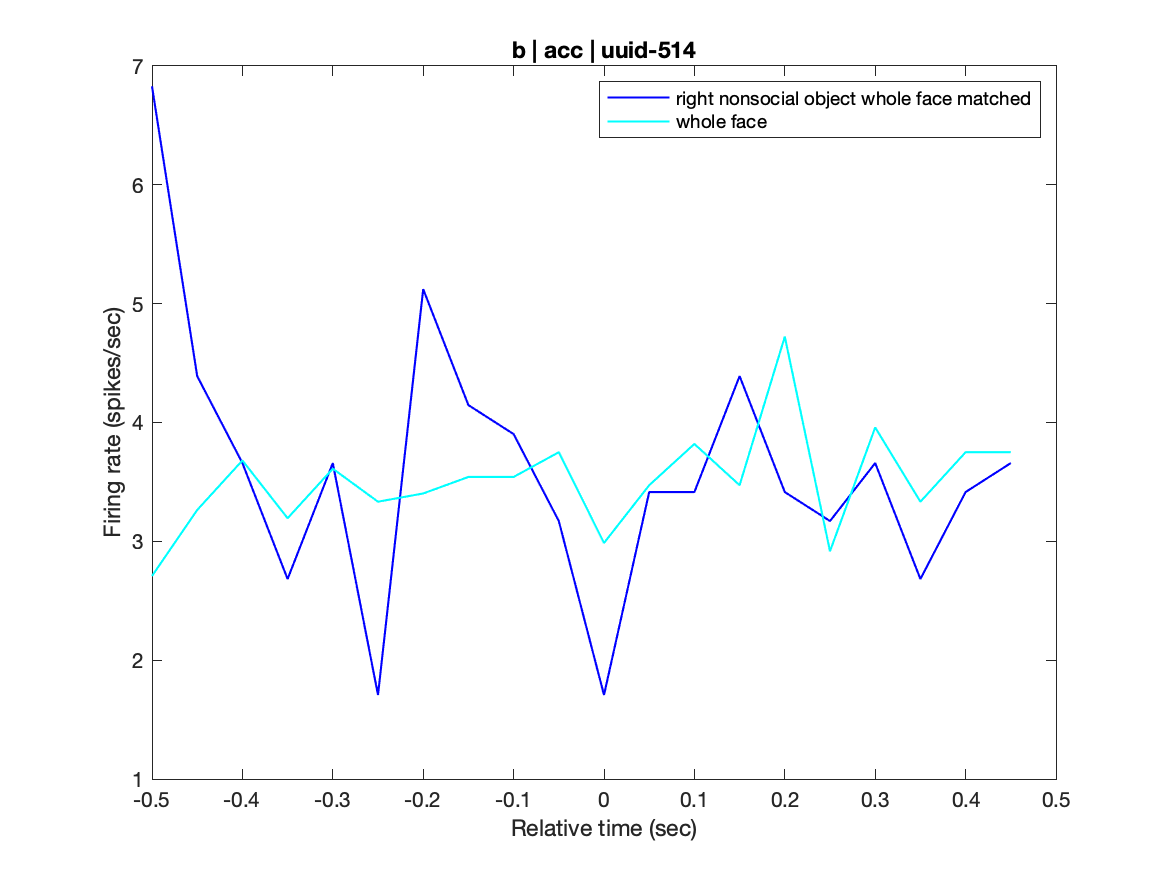 b | acc | uuid-514
right nonsocial object whole face matched
whole face
Firing rate (spikes/sec)
7
6
5
4
3
2
1
-0.5 -0.4 -0.3 -0.2 -0.1 0 0.1 0.2 0.3 0.4 0.5
Relative time (sec)